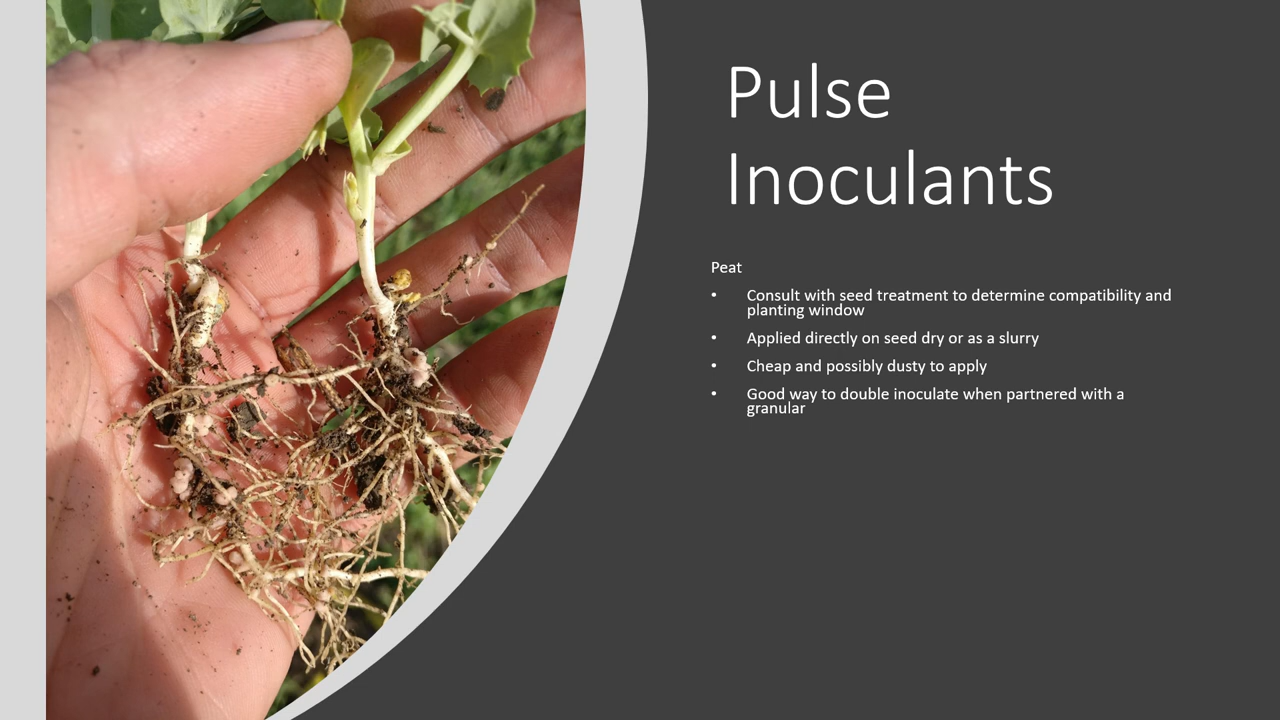 Pulse
Inoculants
Peat
• Consult with seed treatment to determine compatibility and
planting window
• Applied directly on seed dry or as a slurry
• Cheap and possibly dusty to apply
• Good way to double inoculate when partnered with a
granular